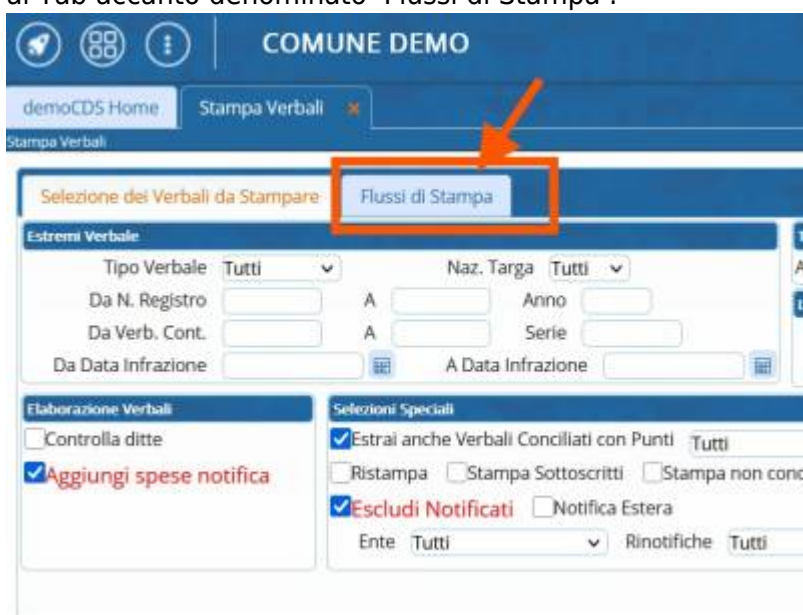 al Tab accanto denominato "Flussi di Stampa".
COMUNE DEMO
demoCDS Home Stampa Verbali ×
Stampa Verbali
Selezione dei Verbali da Stampare Flussi di Stampa
Estremi Verbale
Tipo Verbale Tutti Naz. Targa Tutti
Da N. Registro A Anno
Da Verb. Cont. A Serie
Da Data Infrazione A Data Infrazione
Elaborazione Verbali Selezioni Speciali
Controlla ditte Estrai anche Verbali Conciliati con Punti Tutti
Aggiungi spese notifica Ristampa Stampa Sottoscritti Stampa non conc
Escludi Notificati Notifica Estera
Ente Tutti Rinotifiche Tutti